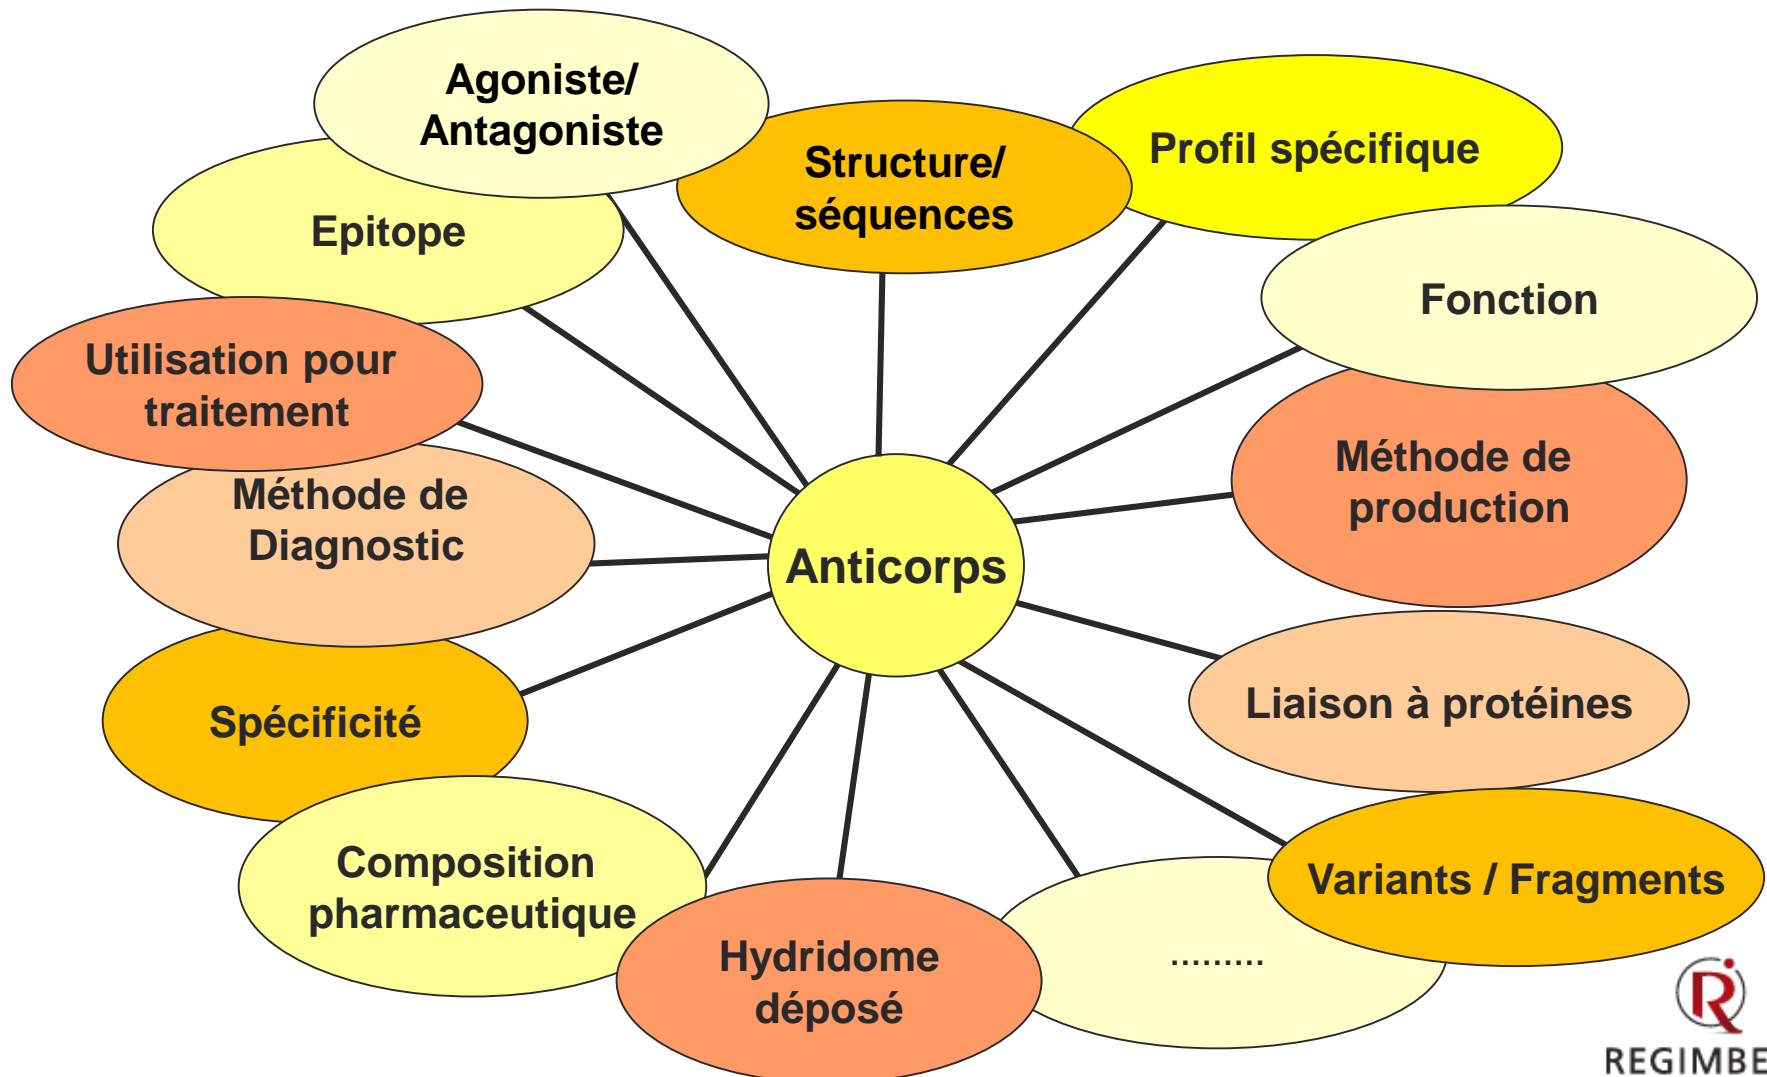 Agoniste/
Antagoniste
Structure/
séquences
Profil spécifique
Epitope
Fonction
Utilisation pour
traitement
Méthode de
production
Méthode de
Diagnostic
Anticorps
Spécificité
Liaison à protéines
Composition
pharmaceutique
Variants / Fragments
Hydridome
déposé
.........
R
REGIMBE